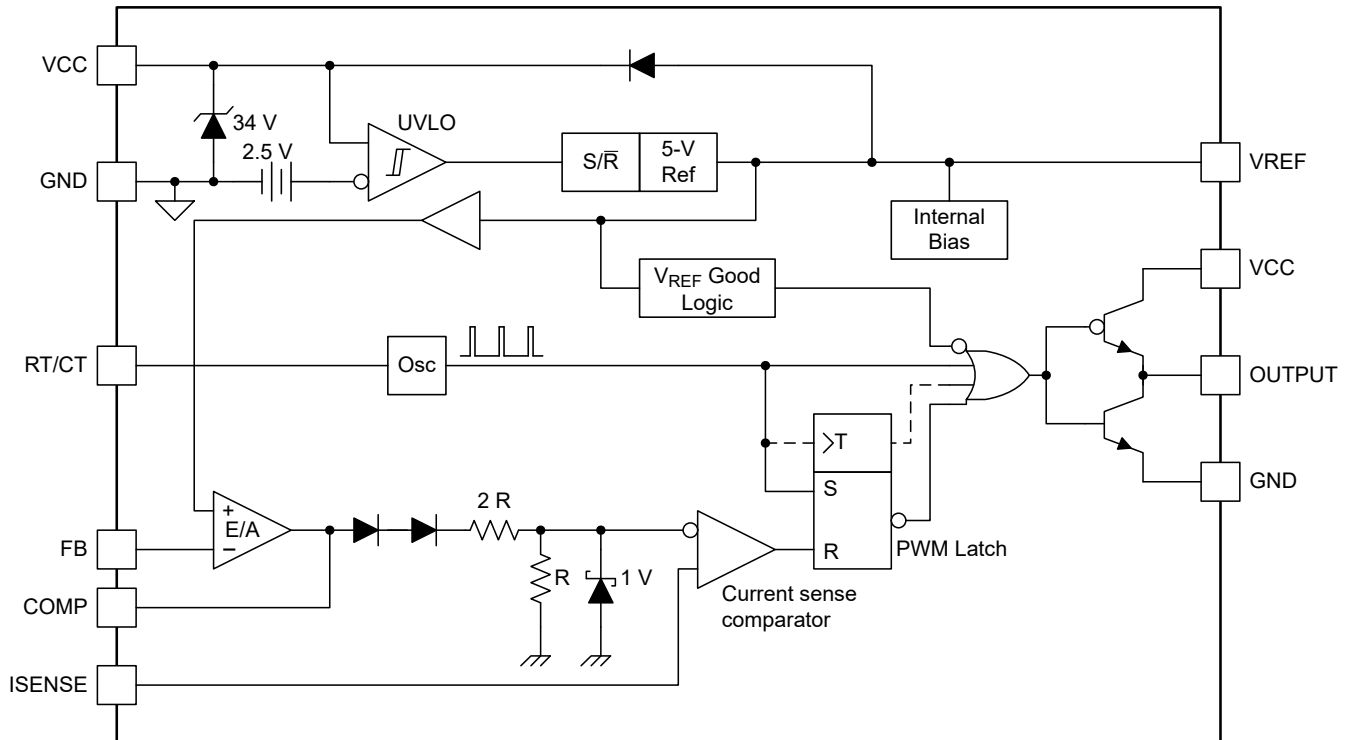 VCC
34 V
UVLO
2.5 V
S/R̅
5-V
Ref
GND
VREF
Internal
Bias
VREF Good
Logic
VCC
RT/CT
Osc
OUTPUT
>T
S
GND
2 R
+
E/A
−
FB
R
1 V
R
PWM Latch
COMP
Current sense
comparator
ISENSE